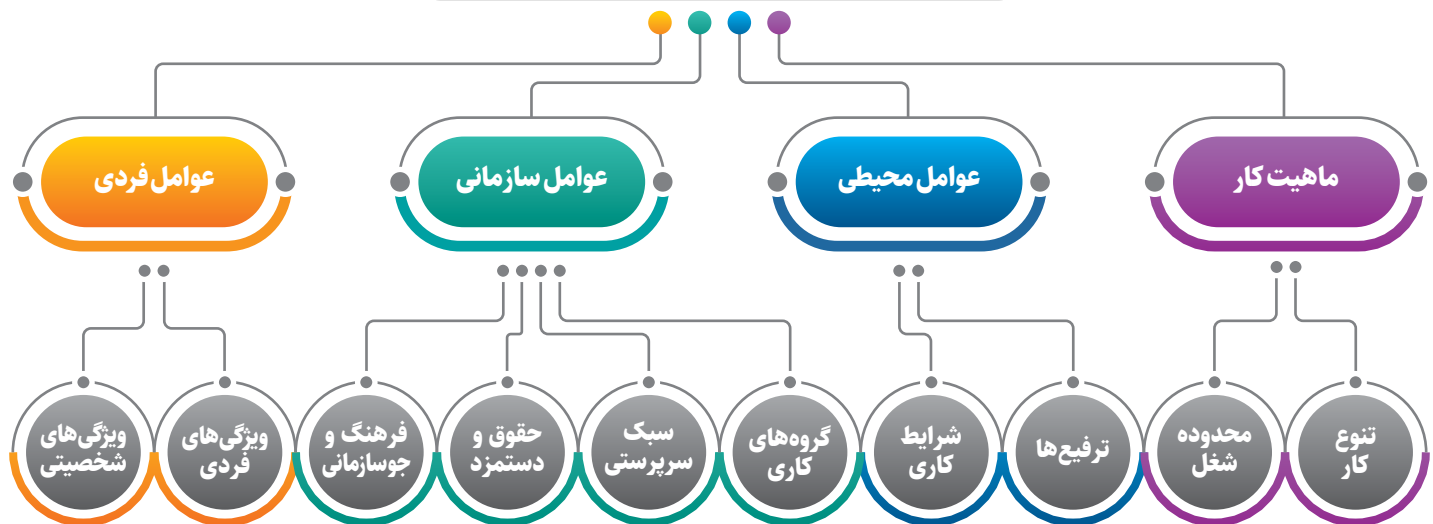 ماهیت کار
عوامل محیطی
عوامل سازمانی
عوامل فردی
تنوع
کار
محدوده
شغل
ترفیع‌ها
شرایط
کاری
گروه‌های
کاری
سبک
سرپرستی
حقوق و
دستمزد
فرهنگ و
جوسازمانی
ویژگی‌های
فردی
ویژگی‌های
شخصیتی